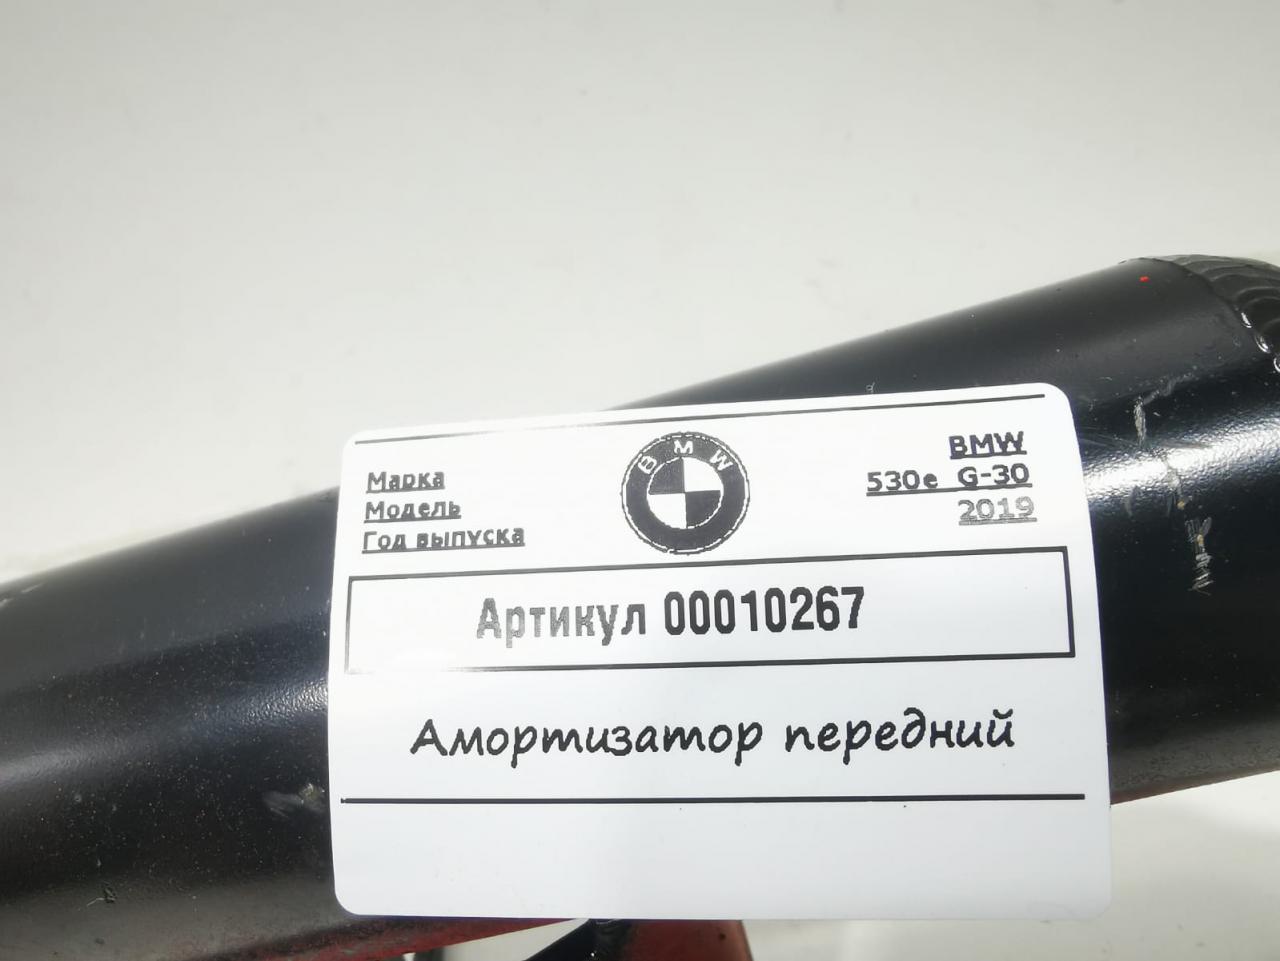 Марка BMW
Модель 530e G-30
Год выпуска 2019
BMW
Артикул 00010267
Амортизатор передний